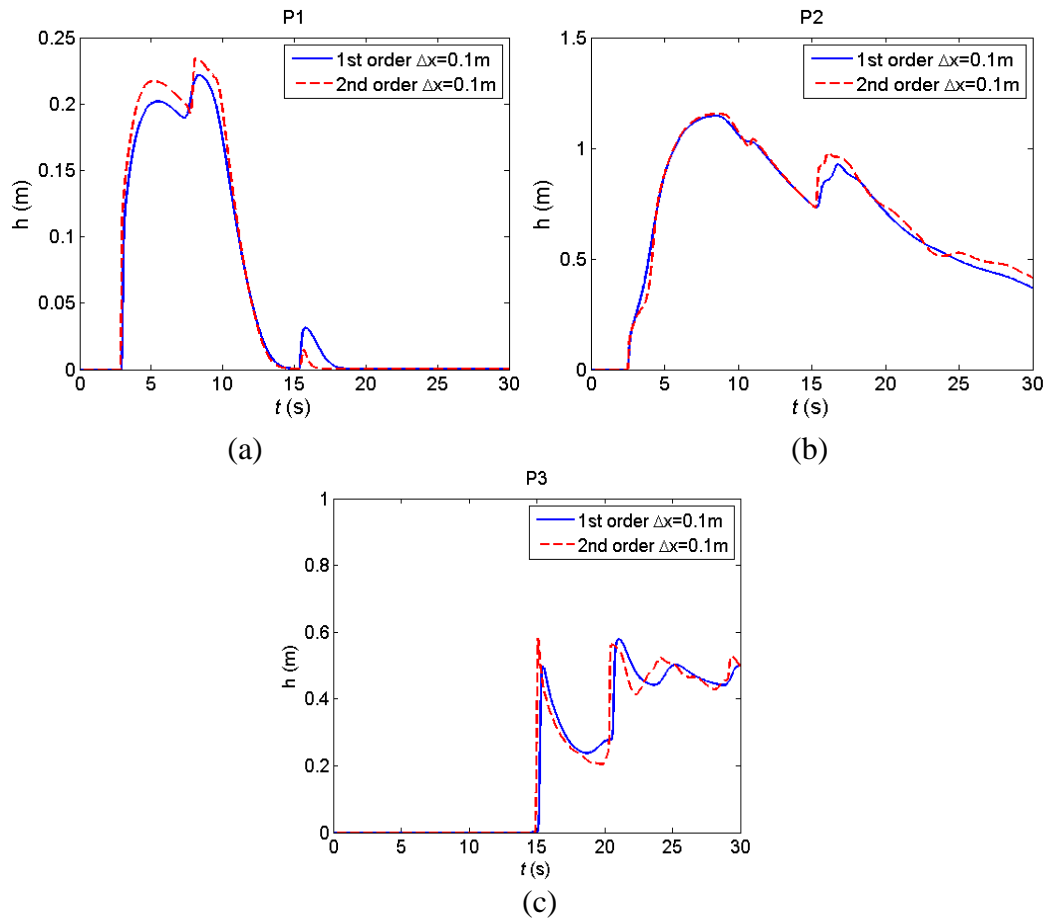 P1
0.25
0.2
0.15
0.1
0.05
0
h (m)
1st order Δx=0.1m
2nd order Δx=0.1m
0 5 10 15 20 25 30
t (s)
(a)
P2
1.5
1
0.5
0
h (m)
1st order Δx=0.1m
2nd order Δx=0.1m
0 5 10 15 20 25 30
t (s)
(b)
P3
1
0.8
0.6
0.4
0.2
0
h (m)
1st order Δx=0.1m
2nd order Δx=0.1m
0 5 10 15 20 25 30
t (s)
(c)